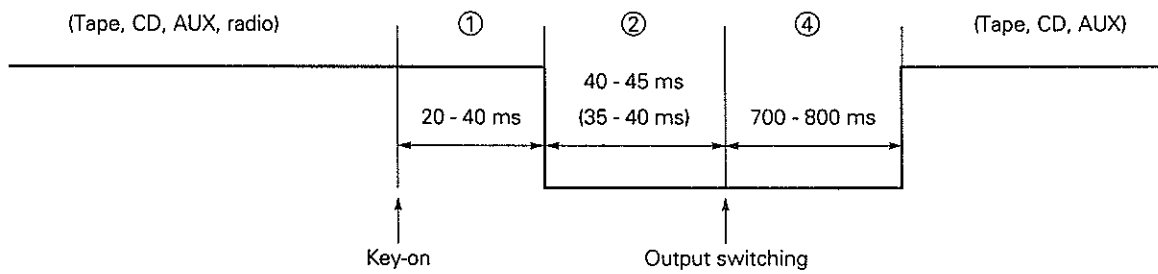 (Tape, CD, AUX, radio) ① ② ④ (Tape, CD, AUX)
40 - 45 ms
20 - 40 ms (35 - 40 ms) 700 - 800 ms
Key-on Output switching